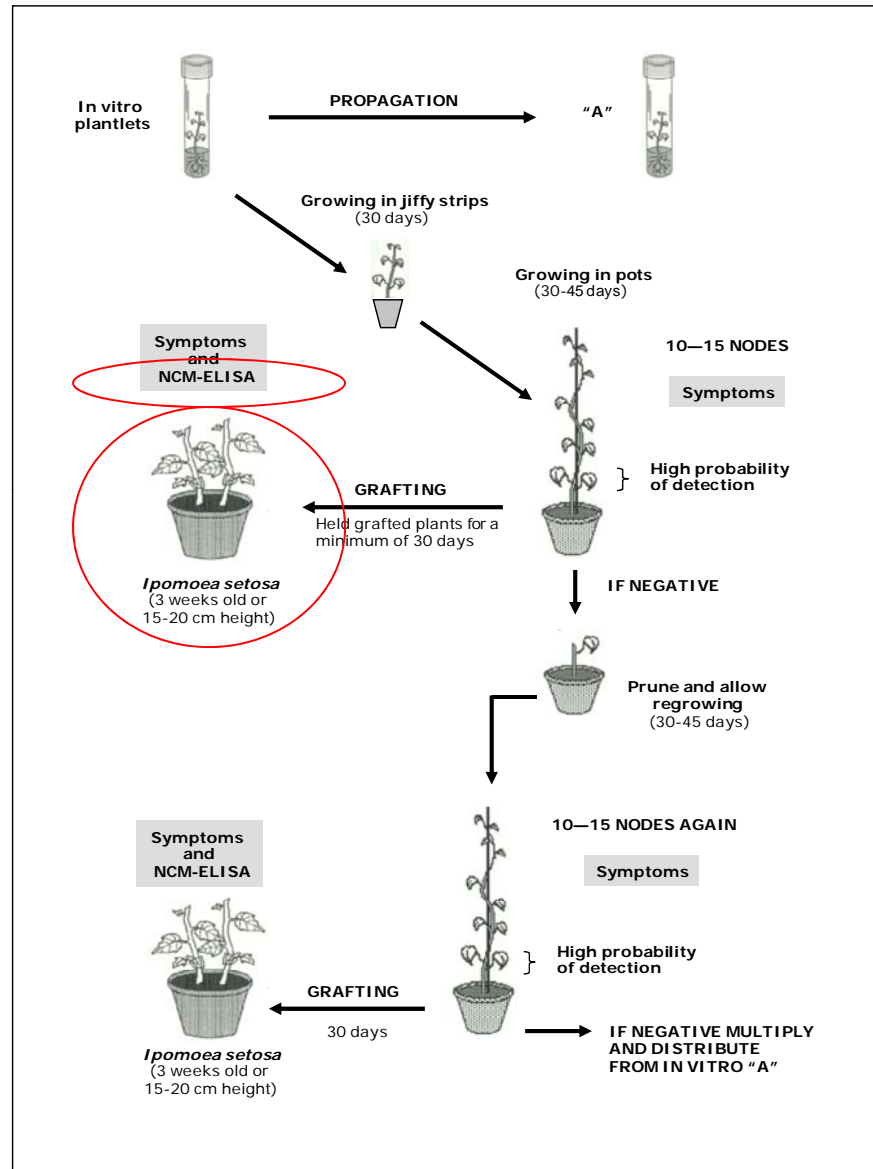 In vitro
plantlets
PROPAGATION
“A”
Growing in jiffy strips
(30 days)
Growing in pots
(30-45 days)
Symptoms
and
NCM-ELISA
10—15 NODES
Symptoms
High probability
of detection
GRAFTING
Held grafted plants for a
minimum of 30 days
Ipomoea setosa
(3 weeks old or
15-20 cm height)
IF NEGATIVE
Prune and allow
regrowing
(30-45 days)
10—15 NODES AGAIN
Symptoms
and
NCM-ELISA
Symptoms
High probability
of detection
GRAFTING
30 days
Ipomoea setosa
(3 weeks old or
15-20 cm height)
IF NEGATIVE MULTIPLY
AND DISTRIBUTE
FROM IN VITRO “A”